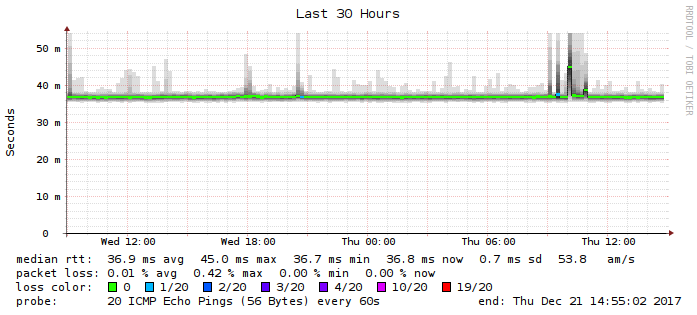 Last 30 Hours
RRDTOOL / TOBI OETIKER
Seconds
50 m
40 m
30 m
20 m
10 m
0
Wed 12:00 Wed 18:00 Thu 00:00 Thu 06:00 Thu 12:00
median rtt: 36.9 ms avg 45.0 ms max 36.7 ms min 36.8 ms now 0.7 ms sd 53.8 am/s
packet loss: 0.01 % avg 0.42 % max 0.00 % min 0.00 % now
loss color: 0 1/20 2/20 3/20 4/20 10/20 19/20
probe: 20 ICMP Echo Pings (56 Bytes) every 60s end: Thu Dec 21 14:55:02 2017